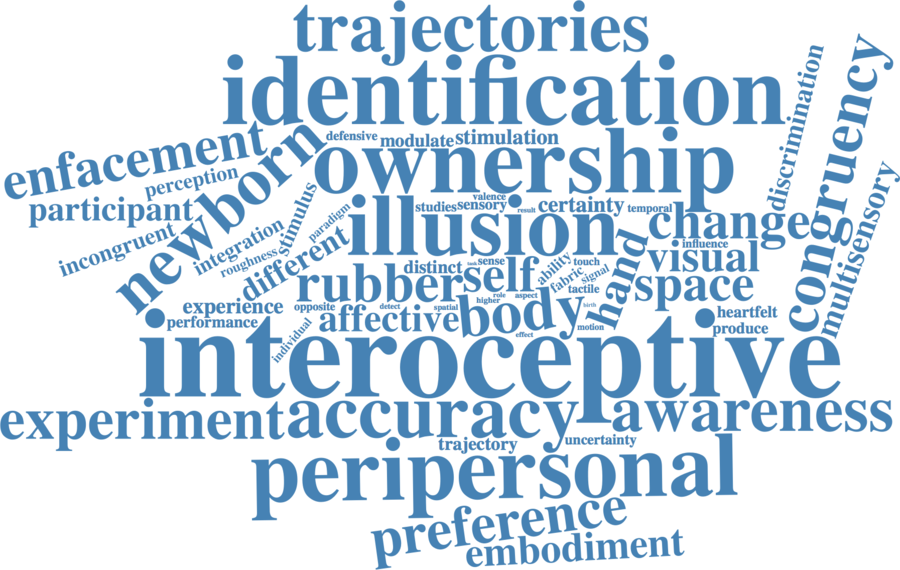 trajectories
identification
discrimination
congruency
defensive
modulate
stimulation
enfacement
newborn
ownership
perception
participant
valence
studies
sensory
result
certainty
temporal
multisensory
stimulus
paradigm
illusion
change
incongruent
integration
influence
roughness
different
distinct
task
sense
ability
touch
visual
rubber
self
fabric
signal
hand
tactile
space
experience
opposite
detect
higher
role
aspect
body
birth
heartfelt
performance
affective
spatial
motion
produce
individual
effect
interoceptive
experiment
accuracy
awareness
trajectory
uncertainty
peripersonal
preference
embodiment